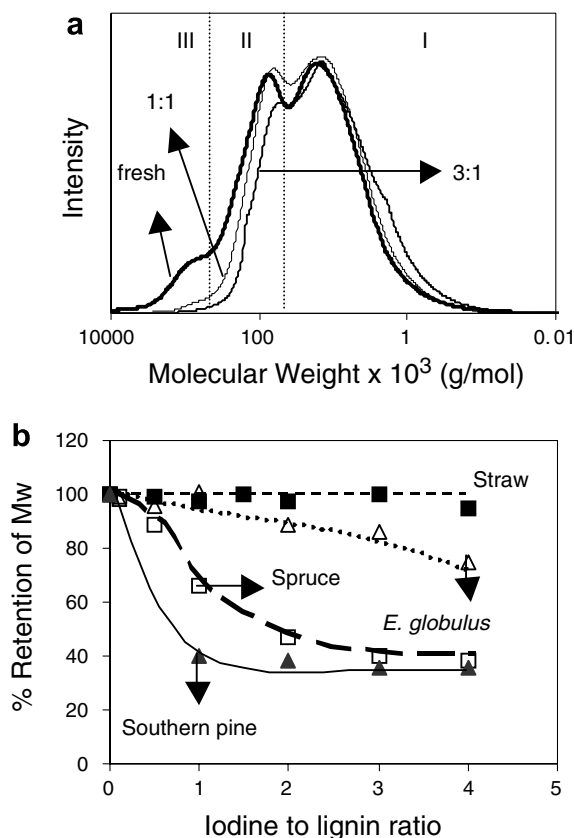 a
III II I
1:1
fresh
3:1
Intensity
10000 100 1 0.01
Molecular Weight x 10³ (g/mol)
b
120
100
80
60
40
20
0
% Retention of Mw
Straw
Spruce
E. globulus
Southern pine
0 1 2 3 4 5
Iodine to lignin ratio